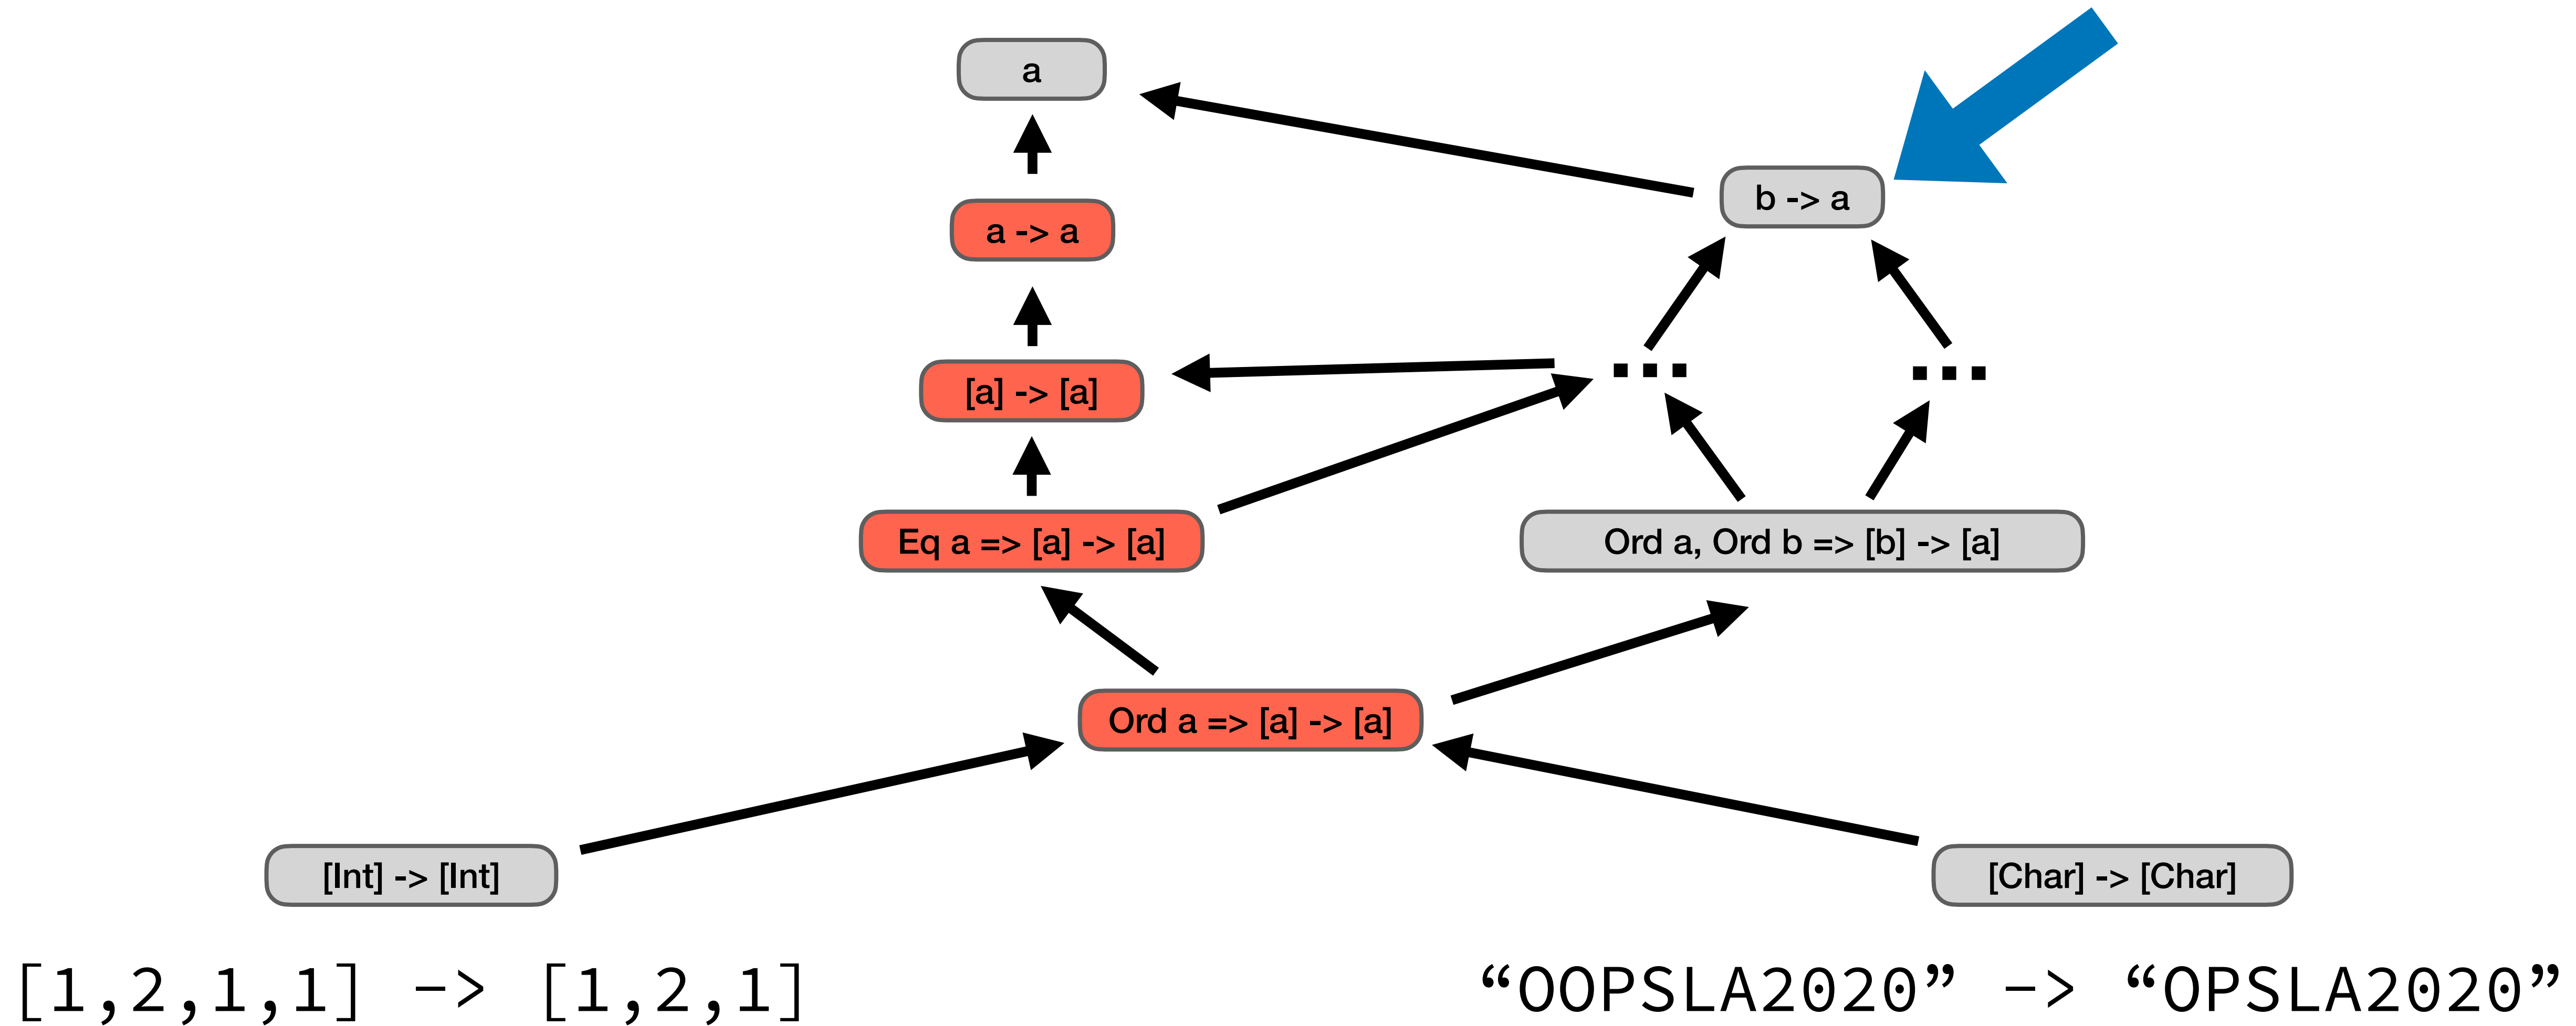 a
b -> a
a -> a
[a] -> [a]
...
...
Eq a => [a] -> [a]
Ord a, Ord b => [b] -> [a]
Ord a => [a] -> [a]
[Int] -> [Int]
[Char] -> [Char]
[1,2,1,1] -> [1,2,1]
“OOPSLA2020” -> “OPSLA2020”